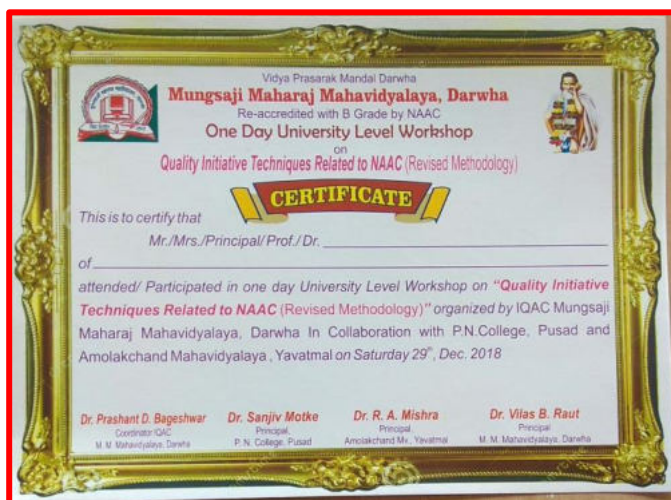 Vidya Prasarak Mandal Darwha
Mungsaji Maharaj Mahavidyalaya, Darwha
Re-accredited with B Grade by NAAC
One Day University Level Workshop
on
Quality Initiative Techniques Related to NAAC (Revised Methodology)
CERTIFICATE
This is to certify that
Mr./Mrs./Principal/Prof./Dr.
of
attended/ Participated in one day University Level Workshop on "Quality Initiative
Techniques Related to NAAC (Revised Methodology)" organized by IQAC Mungsaji
Maharaj Mahavidyalaya, Darwha In Collaboration with P.N.College, Pusad and
Amolakchand Mahavidyalaya , Yavatmal on Saturday 29th, Dec. 2018
Dr. Prashant D. Bageshwar
Coordinator IQAC
M. M. Mahavidyalaya, Darwha
Dr. Sanjiv Motke
Principal,
P. N. College, Pusad
Dr. R. A. Mishra
Principal,
Amolakchand Mv., Yavatmal
Dr. Vilas B. Raut
Principal
M. M. Mahavidyalaya, Darwha